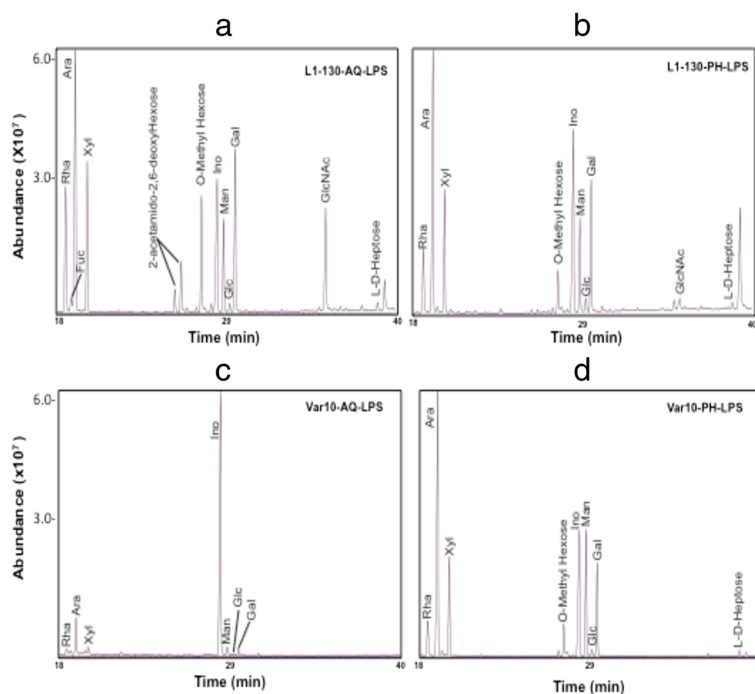 a
6.0-
3.0-
Abundance (X10⁷)
Rha
Ara
Fuc
Xyl
2-acetamido-2,6-deoxyHexose
O-Methyl Hexose
Ino
Man
Glc
Gal
GlcNAc
L-D-Heptose
L1-130-AQ-LPS
18
29
40
Time (min)
b
Rha
Ara
Xyl
O-Methyl Hexose
Ino
Man
Glc
Gal
GlcNAc
L-D-Heptose
L1-130-PH-LPS
18
29
40
Time (min)
c
6.0-
3.0-
Abundance (x10⁷)
Rha
Ara
Xyl
Ino
Man
Glc
Gal
Var10-AQ-LPS
18
29
40
Time (min)
d
Rha
Ara
Xyl
O-Methyl Hexose
Ino
Man
Glc
Gal
L-D-Heptose
Var10-PH-LPS
18
29
40
Time (min)